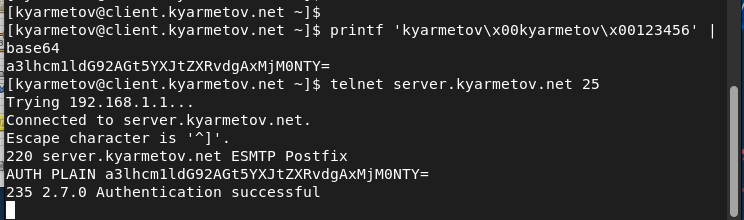 [kyarmetov@client.kyarmetov.net ~]$
[kyarmetov@client.kyarmetov.net ~]$ printf 'kyarmetov\x00kyarmetov\x00123456' |
base64
a3lhcm1ldG92AGt5YXJtZXRvdgAxMjM0NTY=
[kyarmetov@client.kyarmetov.net ~]$ telnet server.kyarmetov.net 25
Trying 192.168.1.1...
Connected to server.kyarmetov.net.
Escape character is '^]'.
220 server.kyarmetov.net ESMTP Postfix
AUTH PLAIN a3lhcm1ldG92AGt5YXJtZXRvdgAxMjM0NTY=
235 2.7.0 Authentication successful